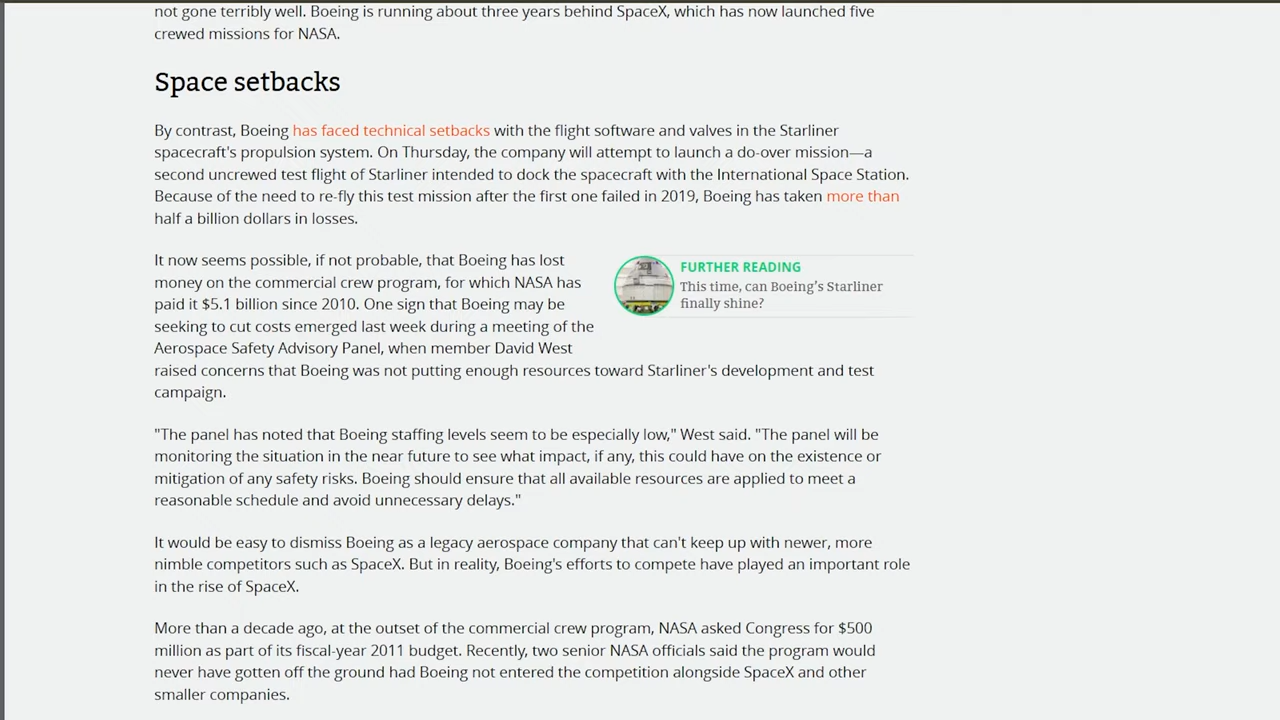 not gone terribly well. Boeing is running about three years behind SpaceX, which has now launched five
crewed missions for NASA.
Space setbacks
By contrast, Boeing has faced technical setbacks with the flight software and valves in the Starliner
spacecraft's propulsion system. On Thursday, the company will attempt to launch a do-over mission—a
second uncrewed test flight of Starliner intended to dock the spacecraft with the International Space Station.
Because of the need to re-fly this test mission after the first one failed in 2019, Boeing has taken more than
half a billion dollars in losses.
It now seems possible, if not probable, that Boeing has lost
money on the commercial crew program, for which NASA has
paid it $5.1 billion since 2010. One sign that Boeing may be
seeking to cut costs emerged last week during a meeting of the
Aerospace Safety Advisory Panel, when member David West
raised concerns that Boeing was not putting enough resources toward Starliner's development and test
campaign.
FURTHER READING
This time, can Boeing’s Starliner
finally shine?
"The panel has noted that Boeing staffing levels seem to be especially low," West said. "The panel will be
monitoring the situation in the near future to see what impact, if any, this could have on the existence or
mitigation of any safety risks. Boeing should ensure that all available resources are applied to meet a
reasonable schedule and avoid unnecessary delays."
It would be easy to dismiss Boeing as a legacy aerospace company that can't keep up with newer, more
nimble competitors such as SpaceX. But in reality, Boeing's efforts to compete have played an important role
in the rise of SpaceX.
More than a decade ago, at the outset of the commercial crew program, NASA asked Congress for $500
million as part of its fiscal-year 2011 budget. Recently, two senior NASA officials said the program would
never have gotten off the ground had Boeing not entered the competition alongside SpaceX and other
smaller companies.